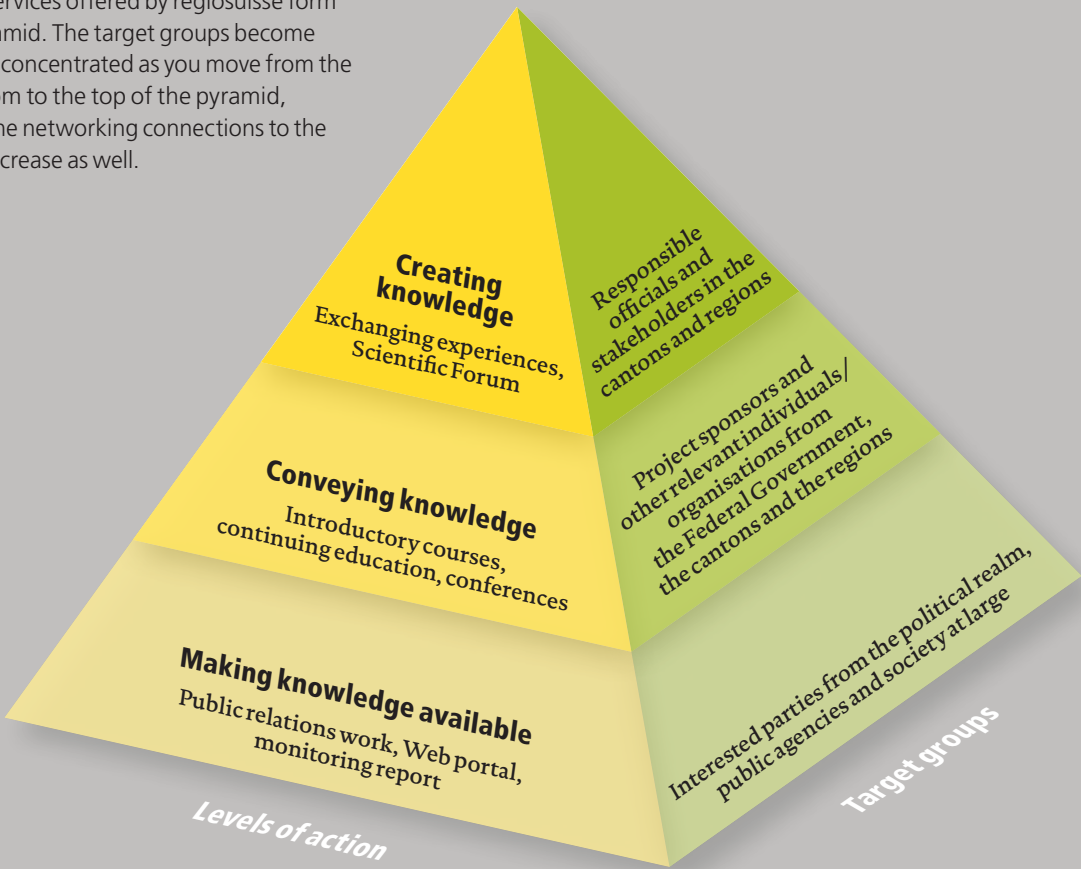 services offered by regiosuisse form
amid. The target groups become
concentrated as you move from the
om to the top of the pyramid,
he networking connections to the
crease as well.
Creating
knowledge
Exchanging experiences,
Scientific Forum
Responsible
officials and
stakeholders in the
cantons and regions
Conveying knowledge
Introductory courses,
continuing education, conferences
Project sponsors and
other relevant individuals/
organisations from
the Federal Government,
the cantons and the regions
Making knowledge available
Public relations work, Web portal,
monitoring report
Interested parties from the political realm,
public agencies and society at large
Levels of action
Target groups